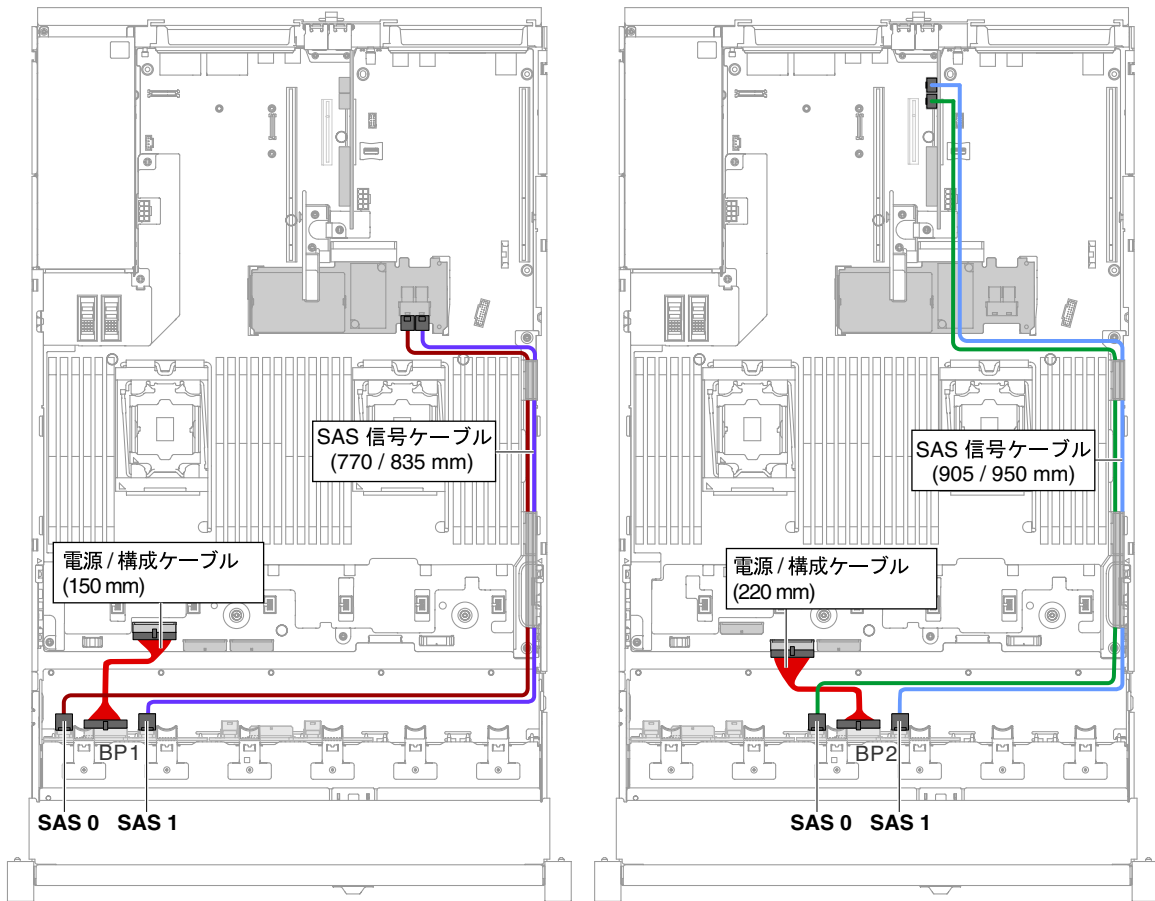 SAS 信号ケーブル
(770 / 835 mm)
電源 / 構成ケーブル
(150 mm)
BP1
SAS 0 SAS 1
SAS 信号ケーブル
(905 / 950 mm)
電源 / 構成ケーブル
(220 mm)
BP2
SAS 0 SAS 1